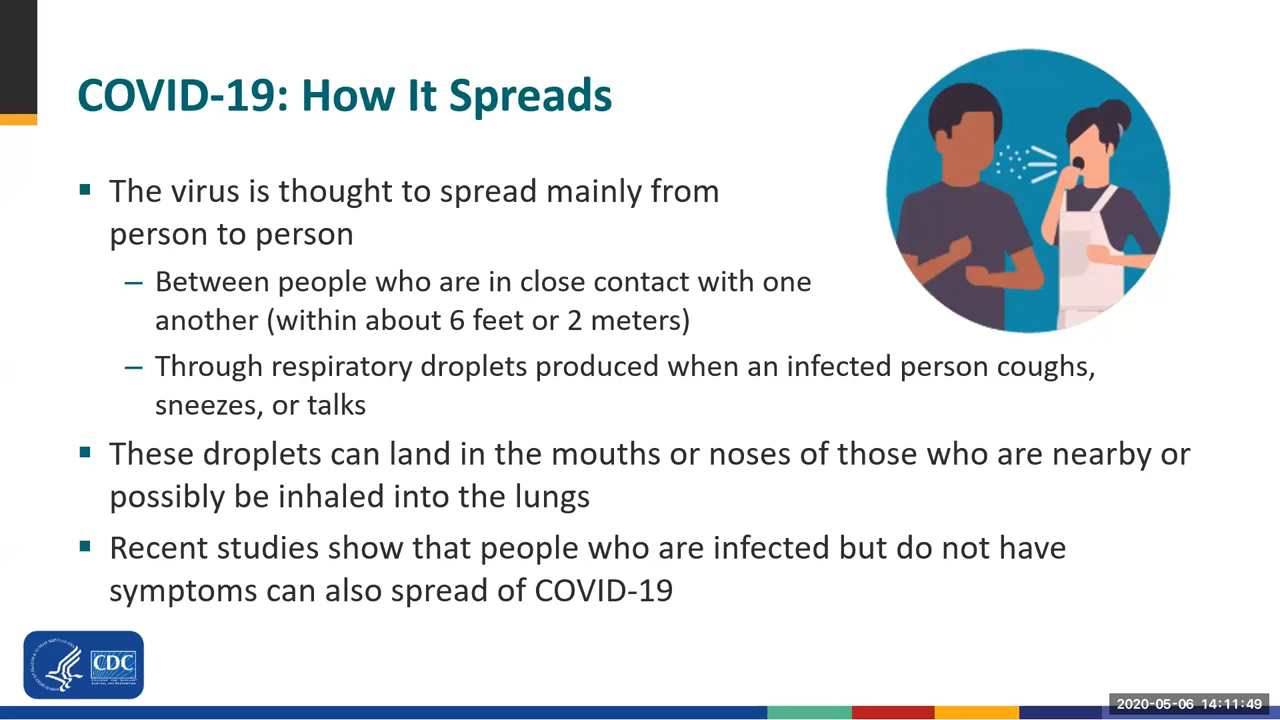 COVID-19: How It Spreads
▪ The virus is thought to spread mainly from
person to person
– Between people who are in close contact with one
another (within about 6 feet or 2 meters)
– Through respiratory droplets produced when an infected person coughs,
sneezes, or talks
▪ These droplets can land in the mouths or noses of those who are nearby or
possibly be inhaled into the lungs
▪ Recent studies show that people who are infected but do not have
symptoms can also spread of COVID-19
CDC
2020-05-06 14:11:49